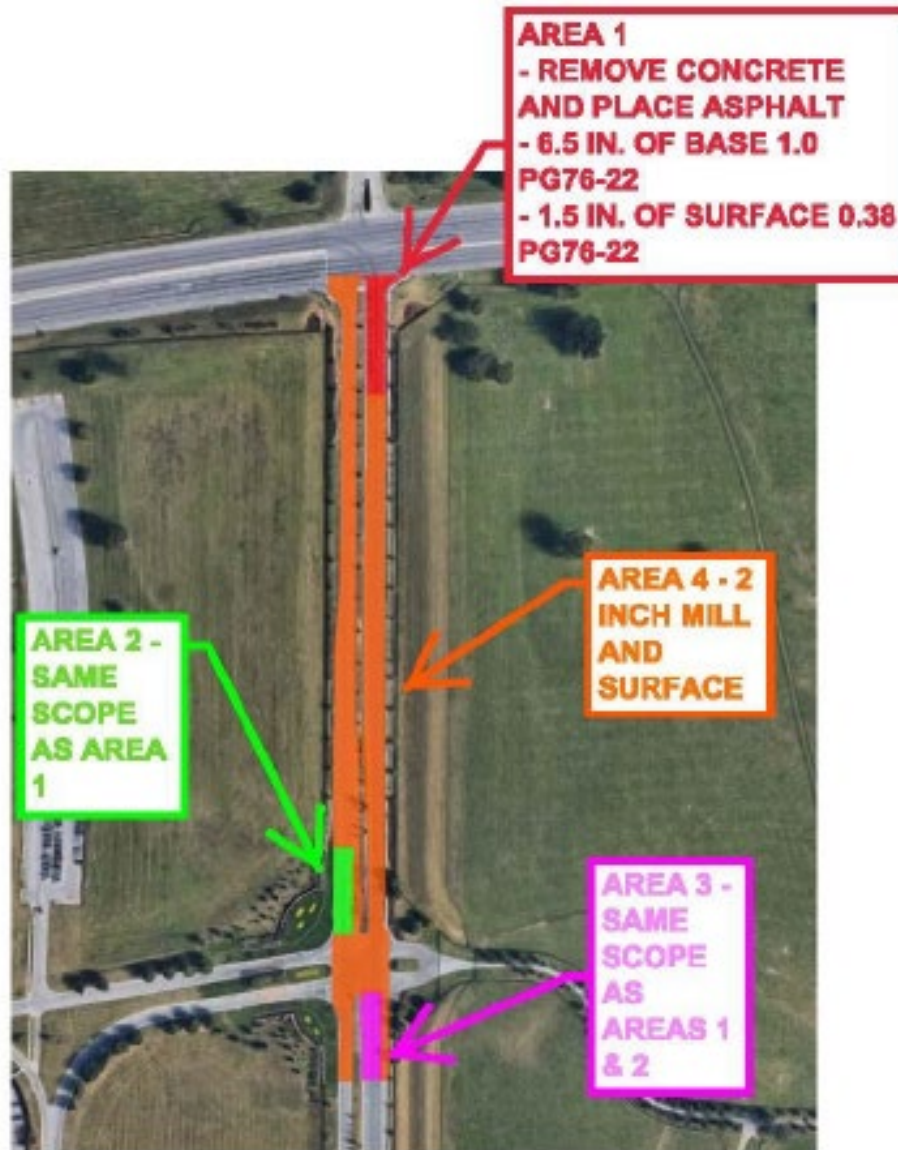 AREA 1
- REMOVE CONCRETE
AND PLACE ASPHALT
- 6.5 IN. OF BASE 1.0
PG76-22
- 1.5 IN. OF SURFACE 0.38
PG76-22
AREA 4 - 2
INCH MILL
AND
SURFACE
AREA 2 -
SAME
SCOPE
AS AREA
1
AREA 3 -
SAME
SCOPE
AS
AREAS 1
& 2